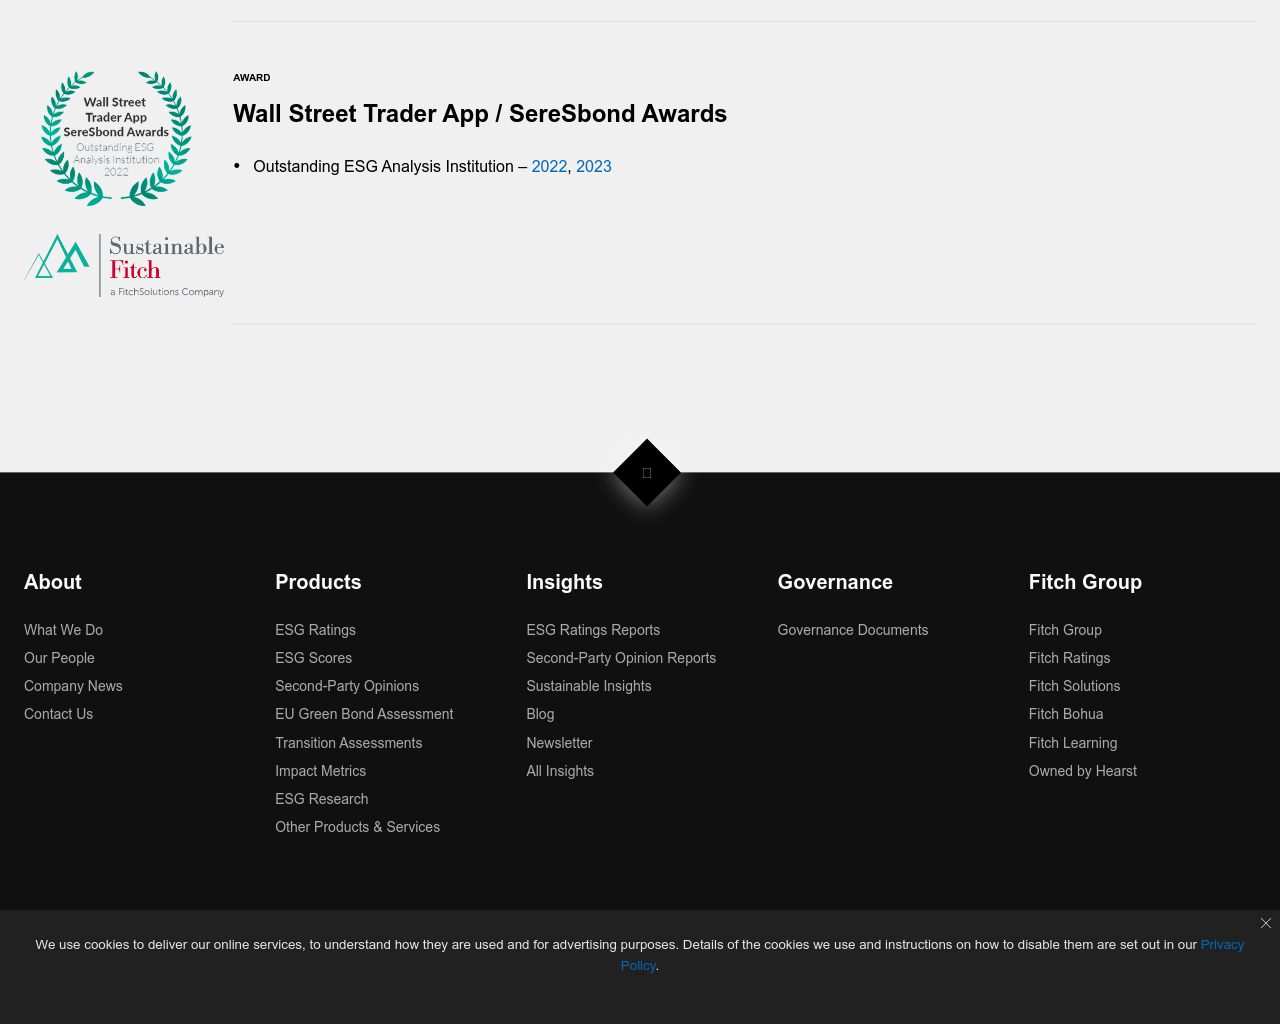 Wall Street
Trader App
SereSbond Awards
Outstanding ESG
Analysis Institution
2022
Sustainable
Fitch
a FitchSolutions Company
AWARD
Wall Street Trader App / SereSbond Awards
• Outstanding ESG Analysis Institution – 2022, 2023
About
What We Do
Our People
Company News
Contact Us
Products
ESG Ratings
ESG Scores
Second-Party Opinions
EU Green Bond Assessment
Transition Assessments
Impact Metrics
ESG Research
Other Products & Services
Insights
ESG Ratings Reports
Second-Party Opinion Reports
Sustainable Insights
Blog
Newsletter
All Insights
Governance
Governance Documents
Fitch Group
Fitch Group
Fitch Ratings
Fitch Solutions
Fitch Bohua
Fitch Learning
Owned by Hearst
We use cookies to deliver our online services, to understand how they are used and for advertising purposes. Details of the cookies we use and instructions on how to disable them are set out in our Privacy
Policy.